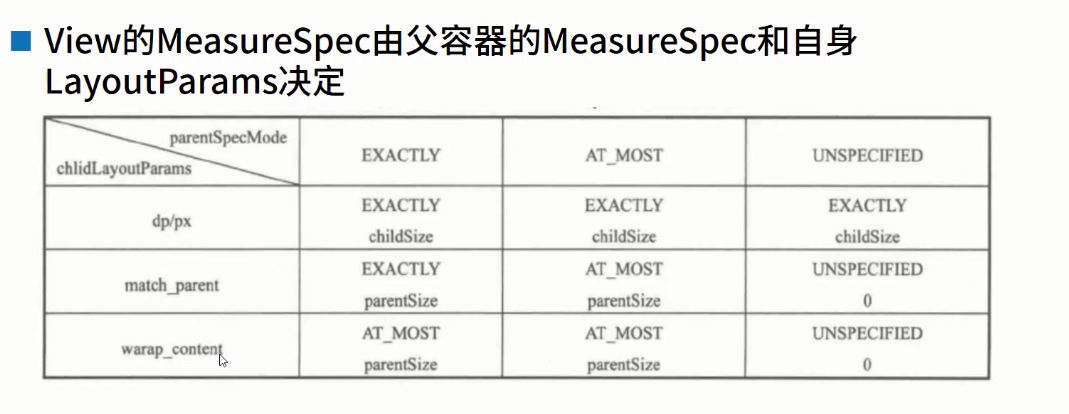 View的MeasureSpec由父容器的MeasureSpec和自身
LayoutParams决定
parentSpecMode
chlidLayoutParams
EXACTLY
AT_MOST
UNSPECIFIED
dp/px
EXACTLY
childSize
EXACTLY
childSize
EXACTLY
childSize
match_parent
EXACTLY
parentSize
AT_MOST
parentSize
UNSPECIFIED
0
warap_content
AT_MOST
parentSize
AT_MOST
parentSize
UNSPECIFIED
0